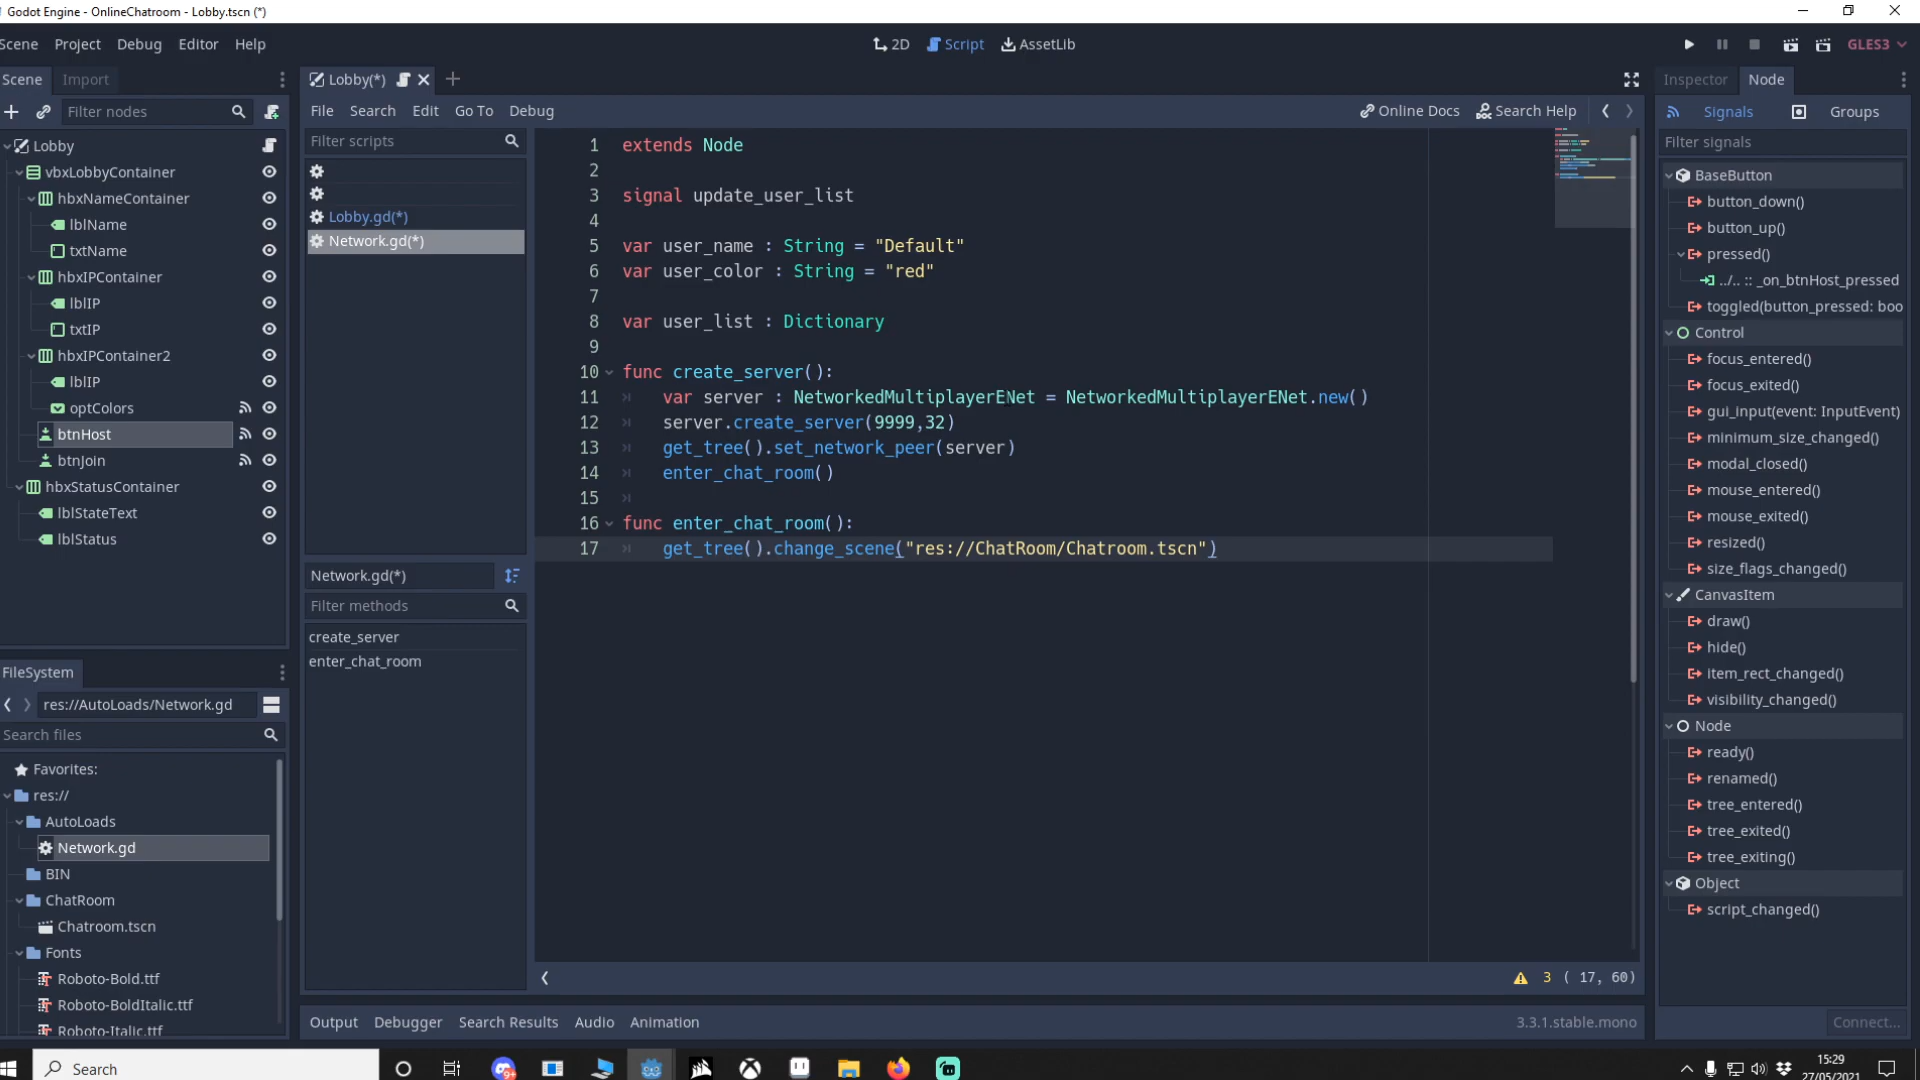 Godot Engine - OnlineChatroom - Lobby.tscn (*)
Scene Project Debug Editor Help
2D Script AssetLib
GLES3
Scene Import
Filter nodes
Lobby
vbxLobbyContainer
hbxNameContainer
lblName
txtName
hbxIPContainer
lblIP
txtIP
hbxIPContainer2
lblIP
optColors
btnHost
btnJoin
hbxStatusContainer
lblStateText
lblStatus
FileSystem
res://AutoLoads/Network.gd
Search files
Favorites:
res://
AutoLoads
Network.gd
BIN
ChatRoom
Chatroom.tscn
Fonts
Roboto-Bold.ttf
Roboto-BoldItalic.ttf
Roboto-Italic.ttf
Lobby(*)
File Search Edit Go To Debug
Online Docs Search Help
Filter scripts
Lobby.gd(*)
Network.gd(*)
Network.gd(*)
Filter methods
create_server
enter_chat_room
1 extends Node
2
3 signal update_user_list
4
5 var user_name : String = "Default"
6 var user_color : String = "red"
7
8 var user_list : Dictionary
9
10 func create_server():
11 var server : NetworkedMultiplayerENet = NetworkedMultiplayerENet.new()
12 server.create_server(9999,32)
13 get_tree().set_network_peer(server)
14 enter_chat_room()
15
16 func enter_chat_room():
17 get_tree().change_scene("res://ChatRoom/Chatroom.tscn")
3 ( 17, 60)
Output Debugger Search Results Audio Animation
3.3.1.stable.mono
Inspector Node
Signals Groups
Filter signals
BaseButton
button_down()
button_up()
pressed()
../.. :: _on_btnHost_pressed
toggled(button_pressed: boo
Control
focus_entered()
focus_exited()
gui_input(event: InputEvent)
minimum_size_changed()
modal_closed()
mouse_entered()
mouse_exited()
resized()
size_flags_changed()
CanvasItem
draw()
hide()
item_rect_changed()
visibility_changed()
Node
ready()
renamed()
tree_entered()
tree_exited()
tree_exiting()
Object
script_changed()
Connect...
Search
15:29
27/05/2021